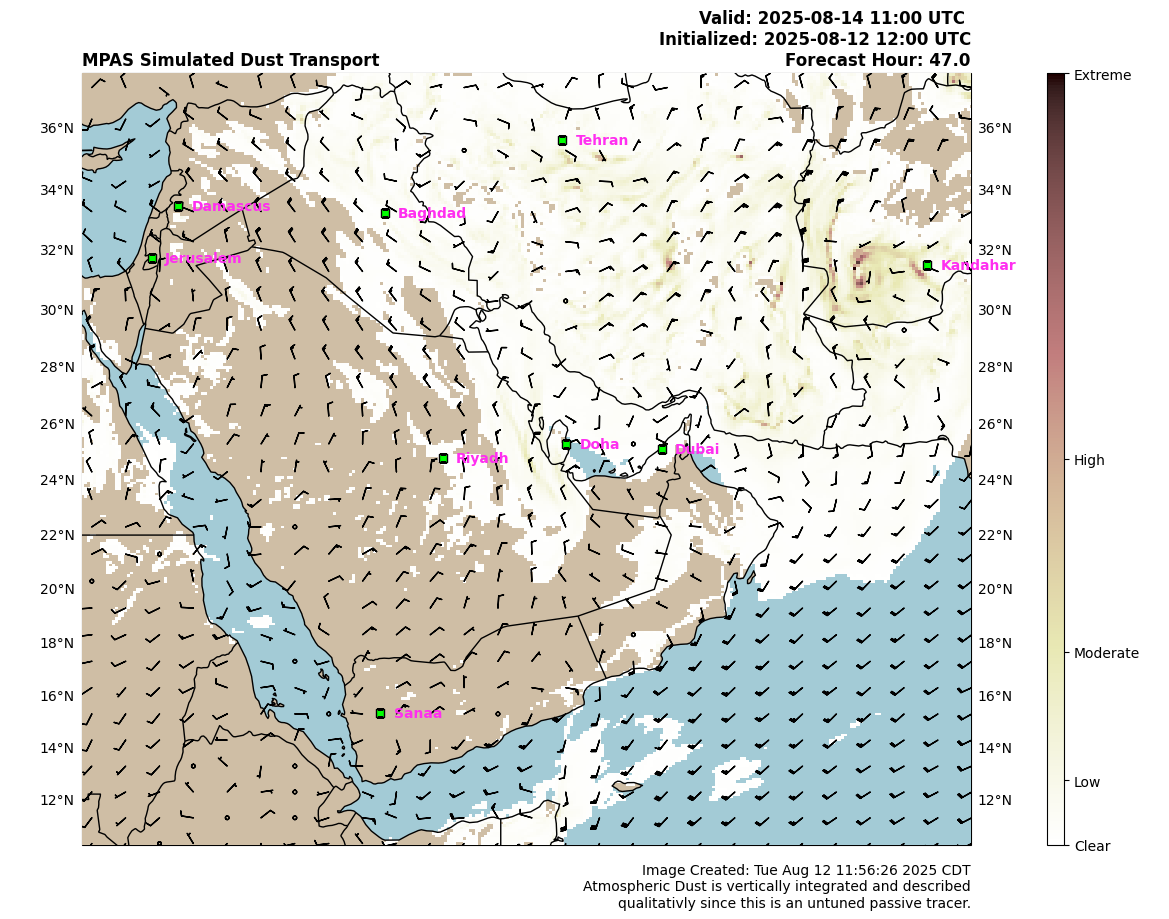 Valid: 2025-08-14 11:00 UTC
Initialized: 2025-08-12 12:00 UTC
MPAS Simulated Dust Transport Forecast Hour: 47.0
Extreme
36°N Tehran 36°N
34°N 34°N
Damascus Baghdad
32°N 32°N
Jerusalem Kandahar
30°N 30°N
28°N 28°N
26°N 26°N
Doha Dubai
Riyadh High
24°N 24°N
22°N 22°N
20°N 20°N
18°N 18°N
Moderate
16°N 16°N
Sanaa
14°N 14°N
Low
12°N 12°N
Clear
Image Created: Tue Aug 12 11:56:26 2025 CDT
Atmospheric Dust is vertically integrated and described
qualitativly since this is an untuned passive tracer.